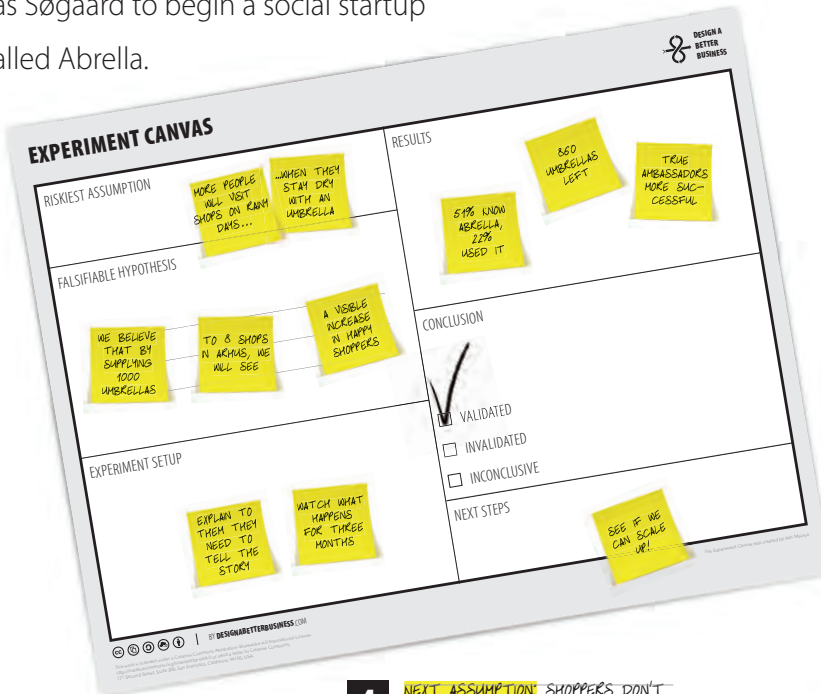 as Søgaard to begin a social startup
alled Abrella.
DESIGN A
BETTER
BUSINESS
EXPERIMENT CANVAS
RISKIEST ASSUMPTION
MORE PEOPLE
WILL VISIT
SHOPS ON RAINY
DAYS...
...WHEN THEY
STAY DRY
WITH AN
UMBRELLA
FALSIFIABLE HYPOTHESIS
WE BELIEVE
THAT BY
SUPPLYING
1000
UMBRELLAS
TO 8 SHOPS
IN ARHUS, WE
WILL SEE
A VISIBLE
INCREASE
IN HAPPY
SHOPPERS
EXPERIMENT SETUP
EXPLAIN TO
THEM THEY
NEED TO
TELL THE
STORY
WATCH WHAT
HAPPENS
FOR THREE
MONTHS
RESULTS
51% KNOW
ABRELLA,
22%
USED IT
860
UMBRELLAS
LEFT
TRUE
AMBASSADORS
MORE SUC-
CESSFUL
CONCLUSION
VALIDATED
INVALIDATED
INCONCLUSIVE
NEXT STEPS
SEE IF WE
CAN SCALE
UP!
BY DESIGNABETTERBUSINESS.COM
NEXT ASSUMPTION: SHOPPERS DON'T